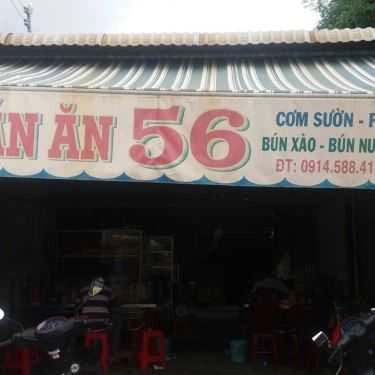 ÁN ĂN 56
CƠM SƯỜN - 
BÚN XÀO - BÚN
ĐT: 0914.588.41